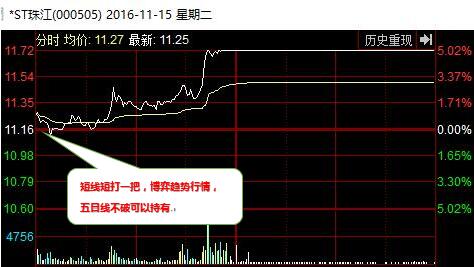 *ST珠江(000505) 2016-11-15 星期二
分时 均价: 11.27 最新: 11.25 历史重现
11.72 5.02%
11.54 3.37%
11.35 1.71%
11.16 0.00%
10.98 1.65%
10.79 3.30%
10.60 5.02%
4756
短线短打一把，博弈趋势行情，
五日线不破可以持有.